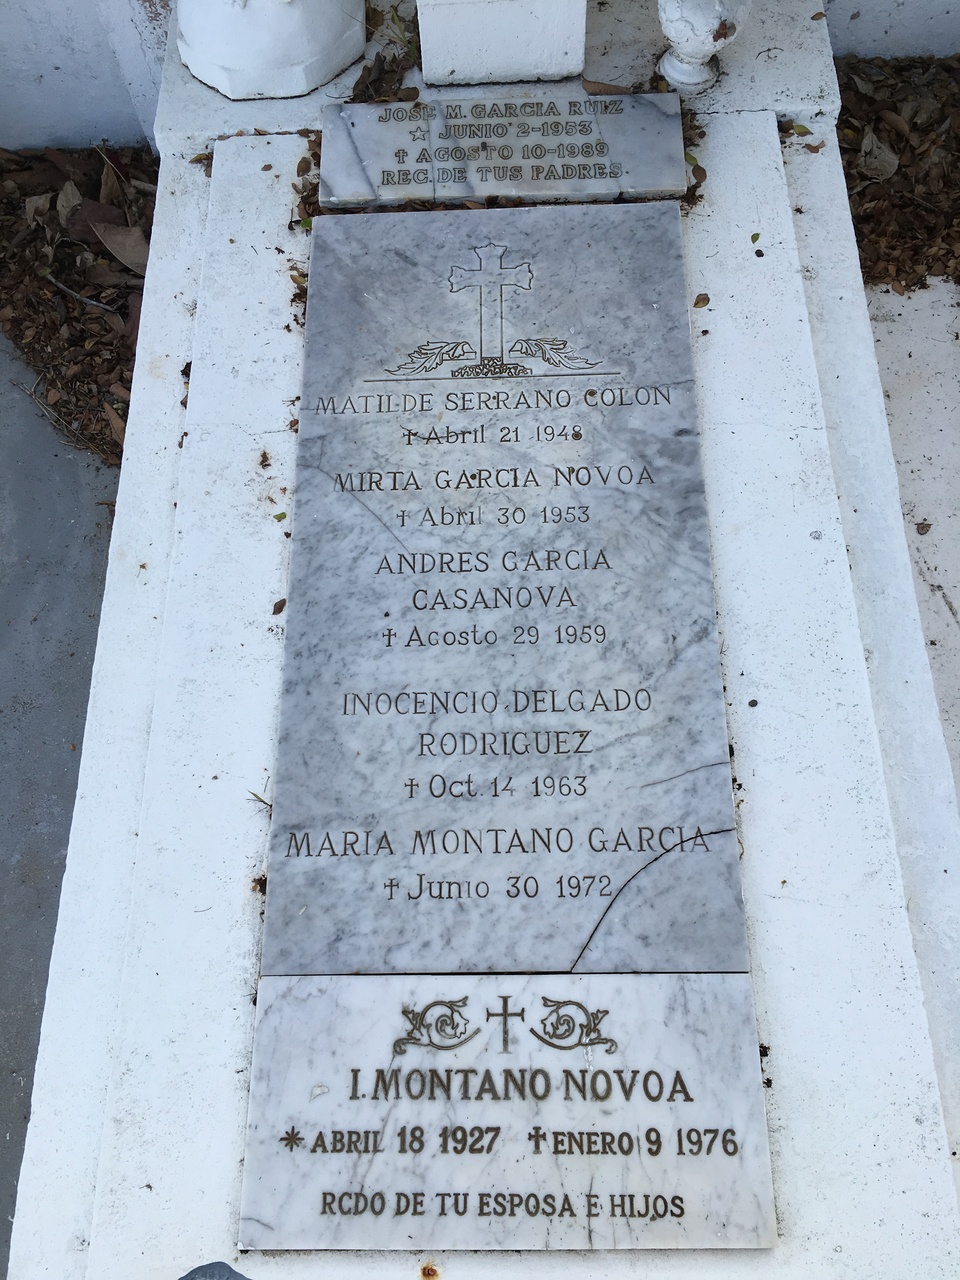 JOSE M. GARCIA RUIZ
☆ JUNIO 2-1953
✝ AGOSTO 10-1989
REC. DE TUS PADRES
MATILDE SERRANO COLON
✝ Abril 21 1948
MIRTA GARCIA NOVOA
✝ Abril 30 1953
ANDRES GARCIA
CASANOVA
✝ Agosto 29 1959
INOCENCIO DELGADO
RODRIGUEZ
✝ Oct. 14 1963
MARIA MONTANO GARCIA
✝ Junio 30 1972
I. MONTANO NOVOA
* ABRIL 18 1927 ✝ ENERO 9 1976
RCDO DE TU ESPOSA E HIJOS